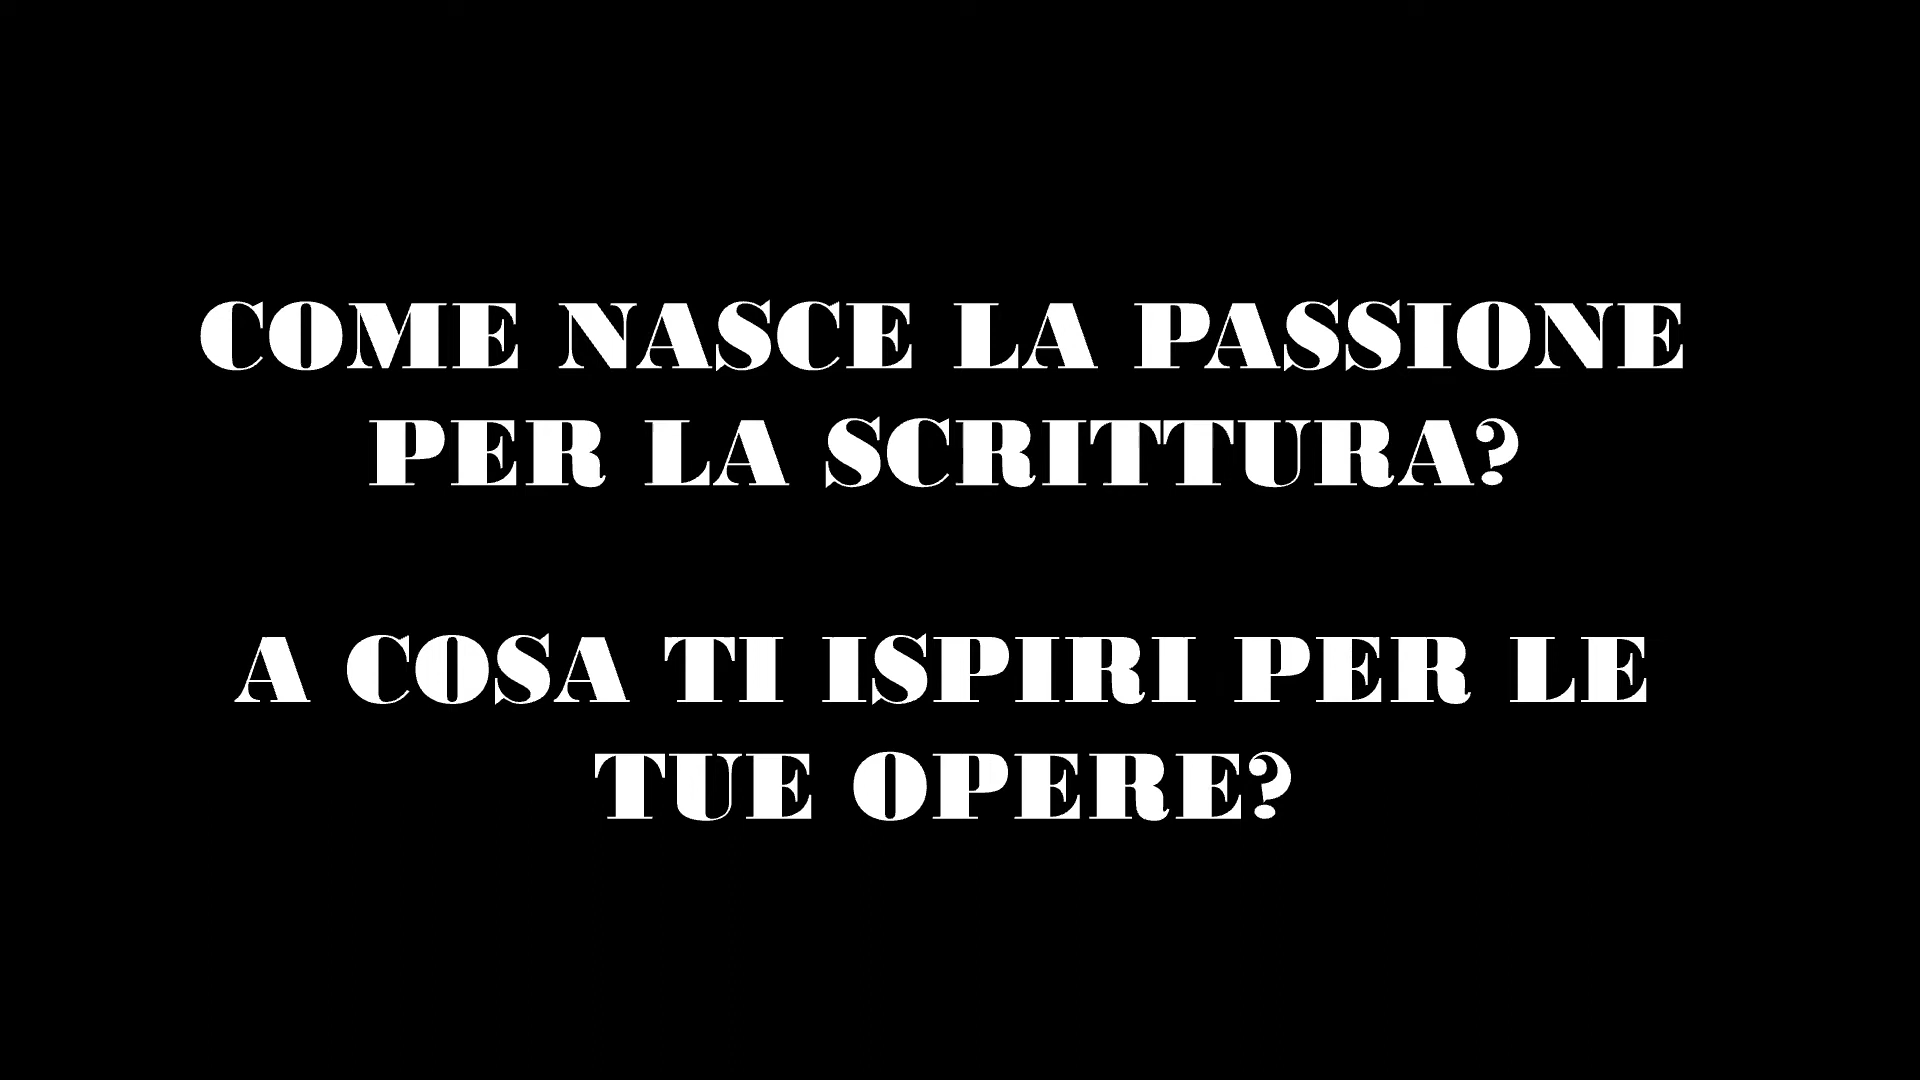 COME NASCE LA PASSIONE
PER LA SCRITTURA?
A COSA TI ISPIRI PER LE
TUE OPERE?